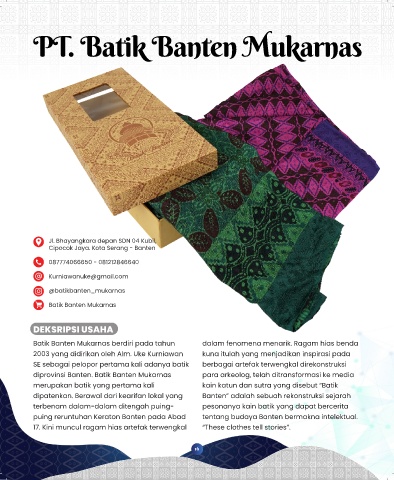 PT. Batik Banten Mukarnas
Jl. Bhayangkara depan SDN 04 Kubil,
Cipocok Jaya. Kota Serang - Banten
087774066650 - 081212846640
Kurniawanuke@gmail.com
@batikbanten_mukarnas
Batik Banten Mukarnas
DEKSRIPSI USAHA
Batik Banten Mukarnas berdiri pada tahun
2003 yang didirikan oleh Alm. Uke Kurniawan
SE sebagai pelopor pertama kali adanya batik
diprovinsi Banten. Batik Banten Mukarnas
merupakan batik yang pertama kali
dipatenkan. Berawal dari kearifan lokal yang
terbenam dalam-dalam ditengah puing-
puing reruntuhan Keraton Banten pada Abad
17. Kini muncul ragam hias artefak terwengkal
dalam fenomena menarik. Ragam hias benda
kuna itulah yang menjadikan inspirasi pada
berbagai artefak terwengkal direkonstruksi
para arkeolog, telah ditransformasi ke media
kain katun dan sutra yang disebut "Batik
Banten" adalah sebuah rekonstruksi sejarah
pesonanya kain batik yang dapat bercerita
tentang budaya Banten bermakna intelektual.
"These clothes tell stories".